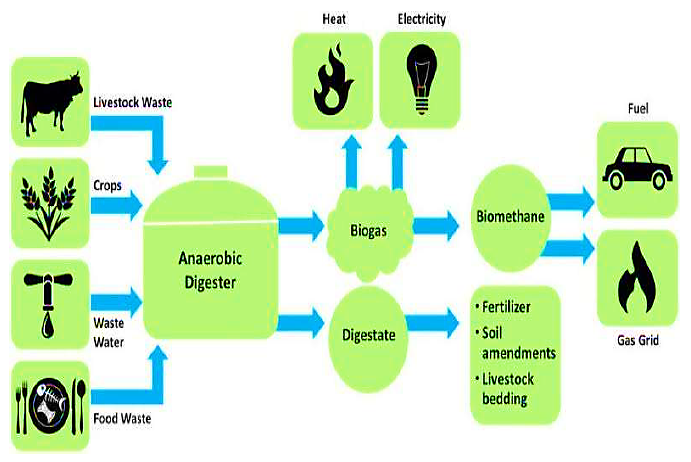 Heat
Electricity
Livestock Waste
Fuel
Crops
Biomethane
Biogas
Anaerobic
Digester
Waste
Water
Digestate
• Fertilizer
• Soil
amendments
• Livestock
bedding
Gas Grid
Food Waste